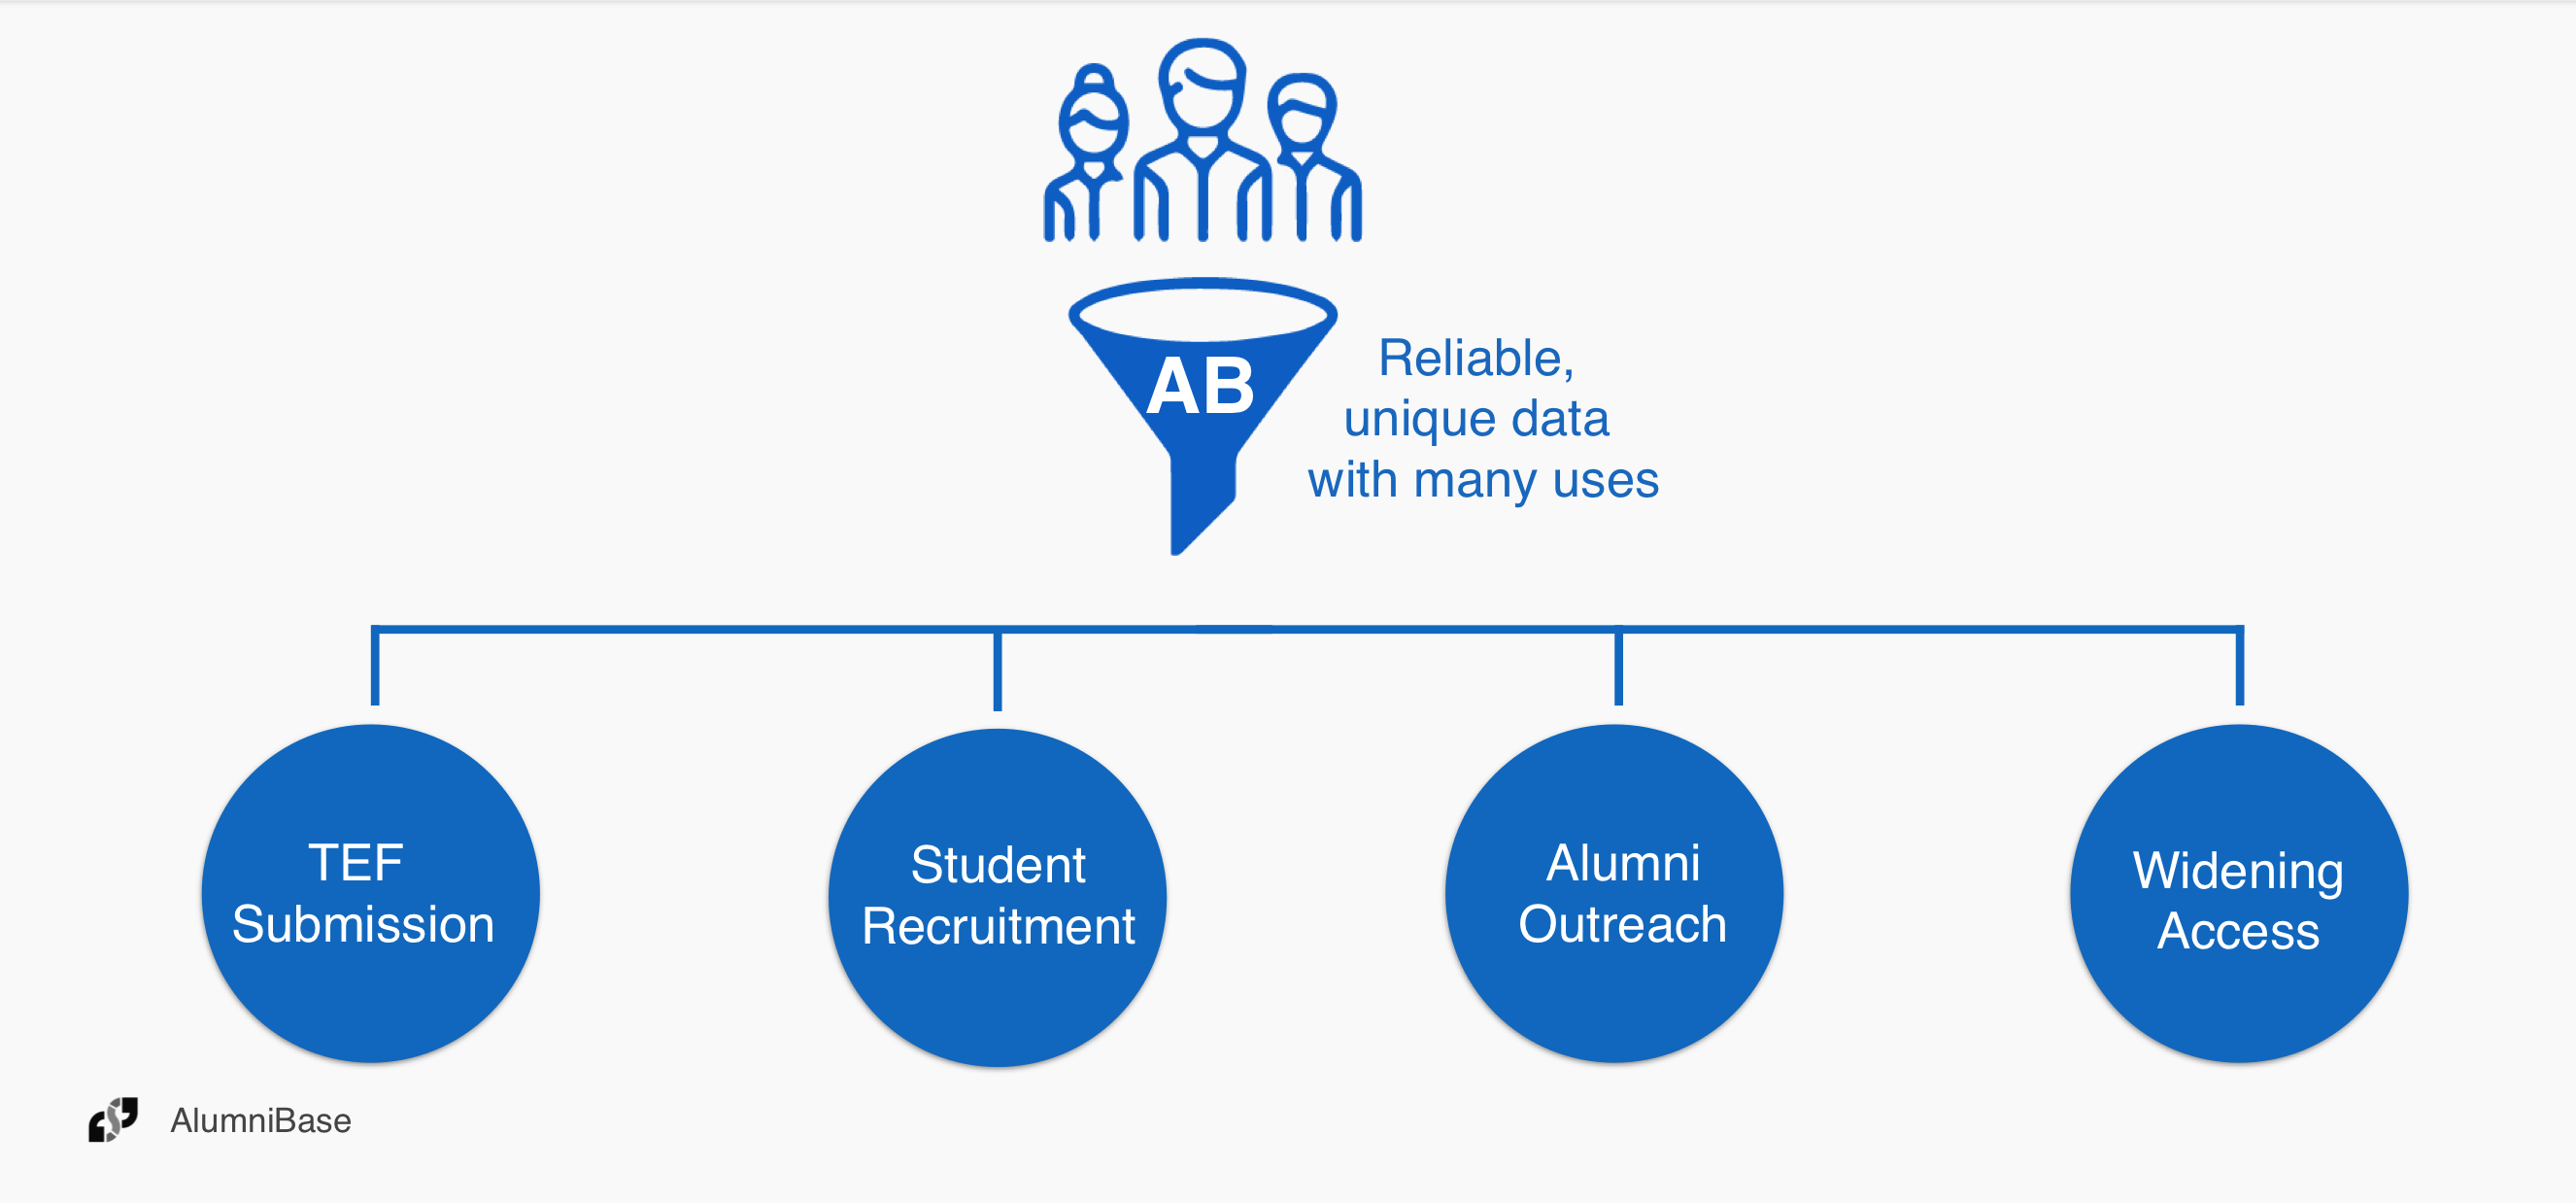 AB
Reliable,
unique data
with many uses
TEF
Submission
Student
Recruitment
Alumni
Outreach
Widening
Access
AlumniBase